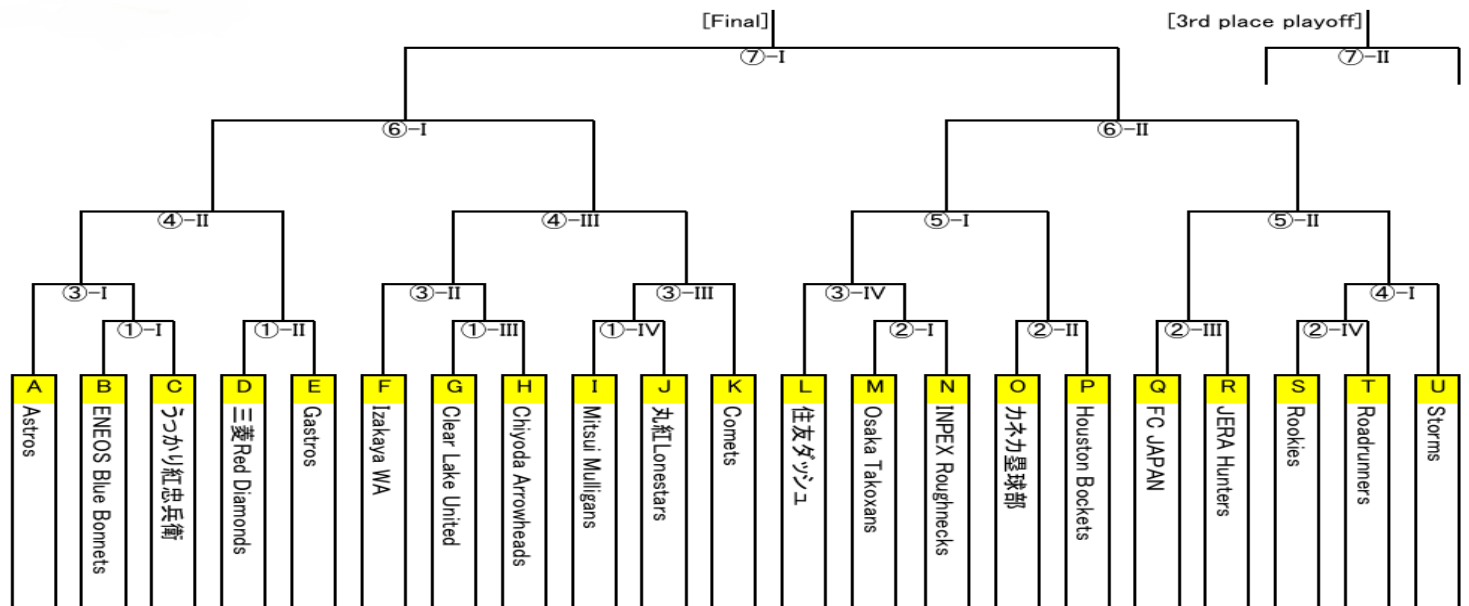 [Final]
[3rd place playoff]
⑦-I
⑦-II
⑥-I
⑥-II
④-II
④-III
⑤-I
⑤-II
③-I
③-II
③-III
③-IV
④-I
①-I
①-II
①-III
①-IV
②-I
②-II
②-III
②-IV
A
B
C
D
E
F
G
H
I
J
K
L
M
N
O
P
Q
R
S
T
U
Astros
ENEOS Blue Bonnets
うっかり紅忠兵衛
三菱Red Diamonds
Gastros
Izakaya WA
Clear Lake United
Chiyoda Arrowheads
Mitsui Mulligans
丸紅Lonestars
Comets
住友ダッシュ
Osaka Takoxans
INPEX Roughnecks
カネカ塁球部
Houston Bockets
FC JAPAN
JERA Hunters
Rookies
Roadrunners
Storms